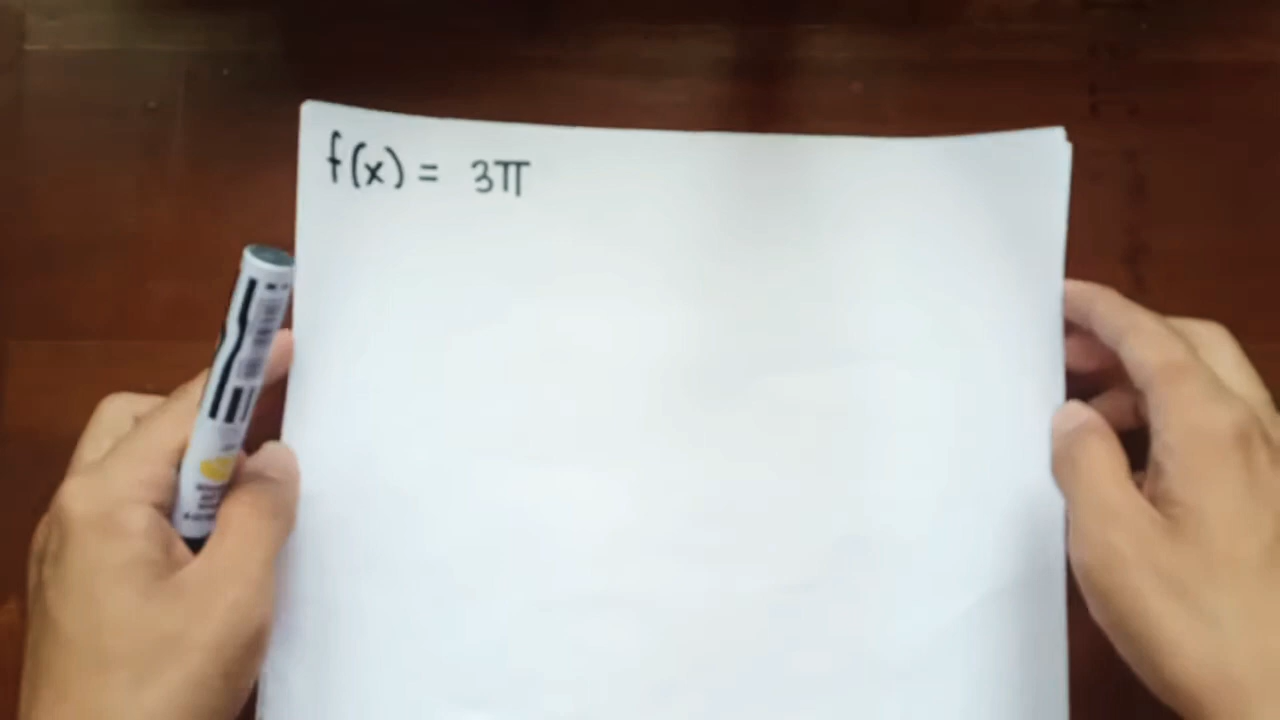 f(x) = 3π